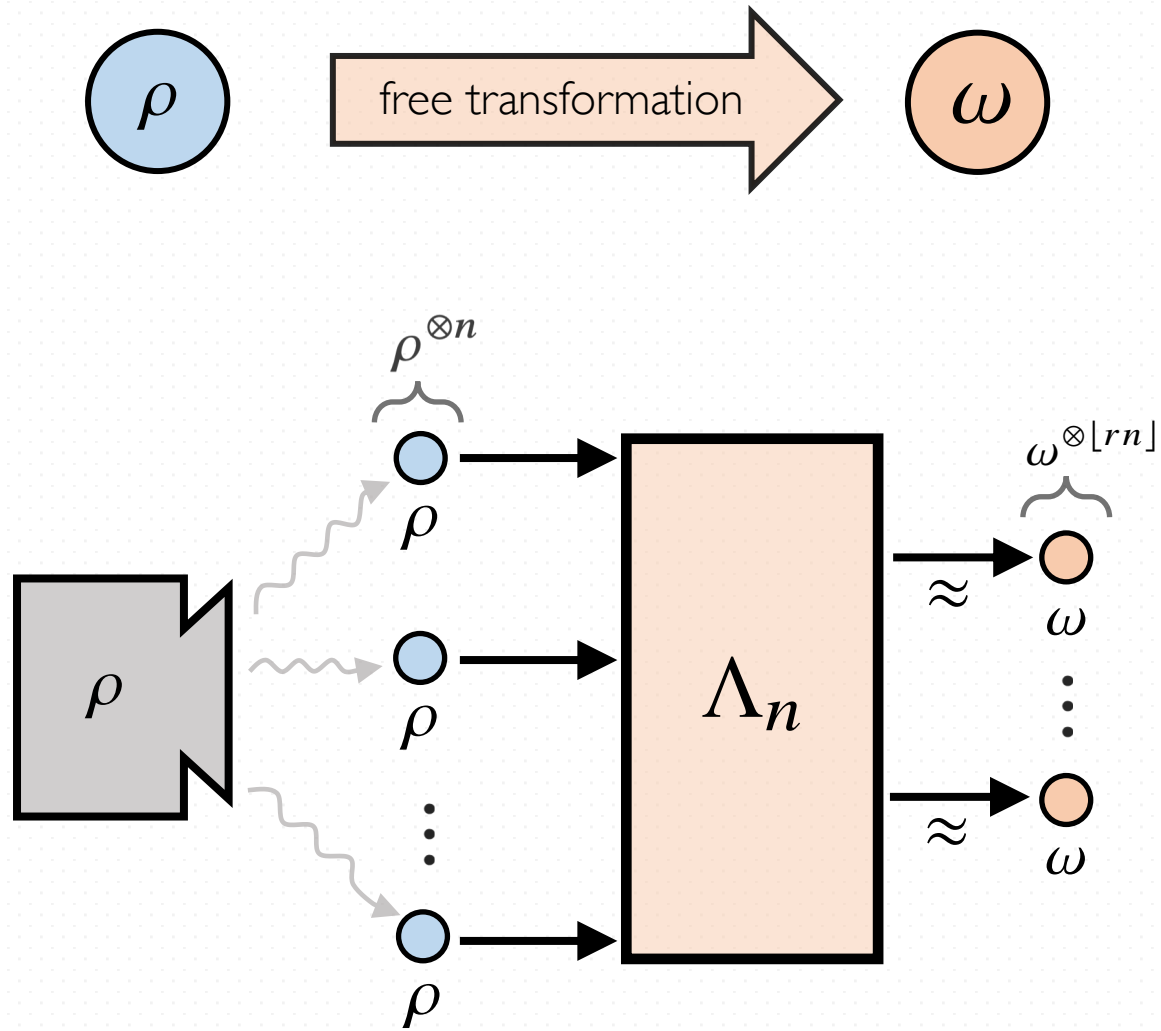 ρ free transformation ω
ρ^{⊗n}
ω^{⊗⌊rn⌋}
ρ
≈
ω
ρ
Λ_n
ρ
⋮
⋮
≈
ω
ρ